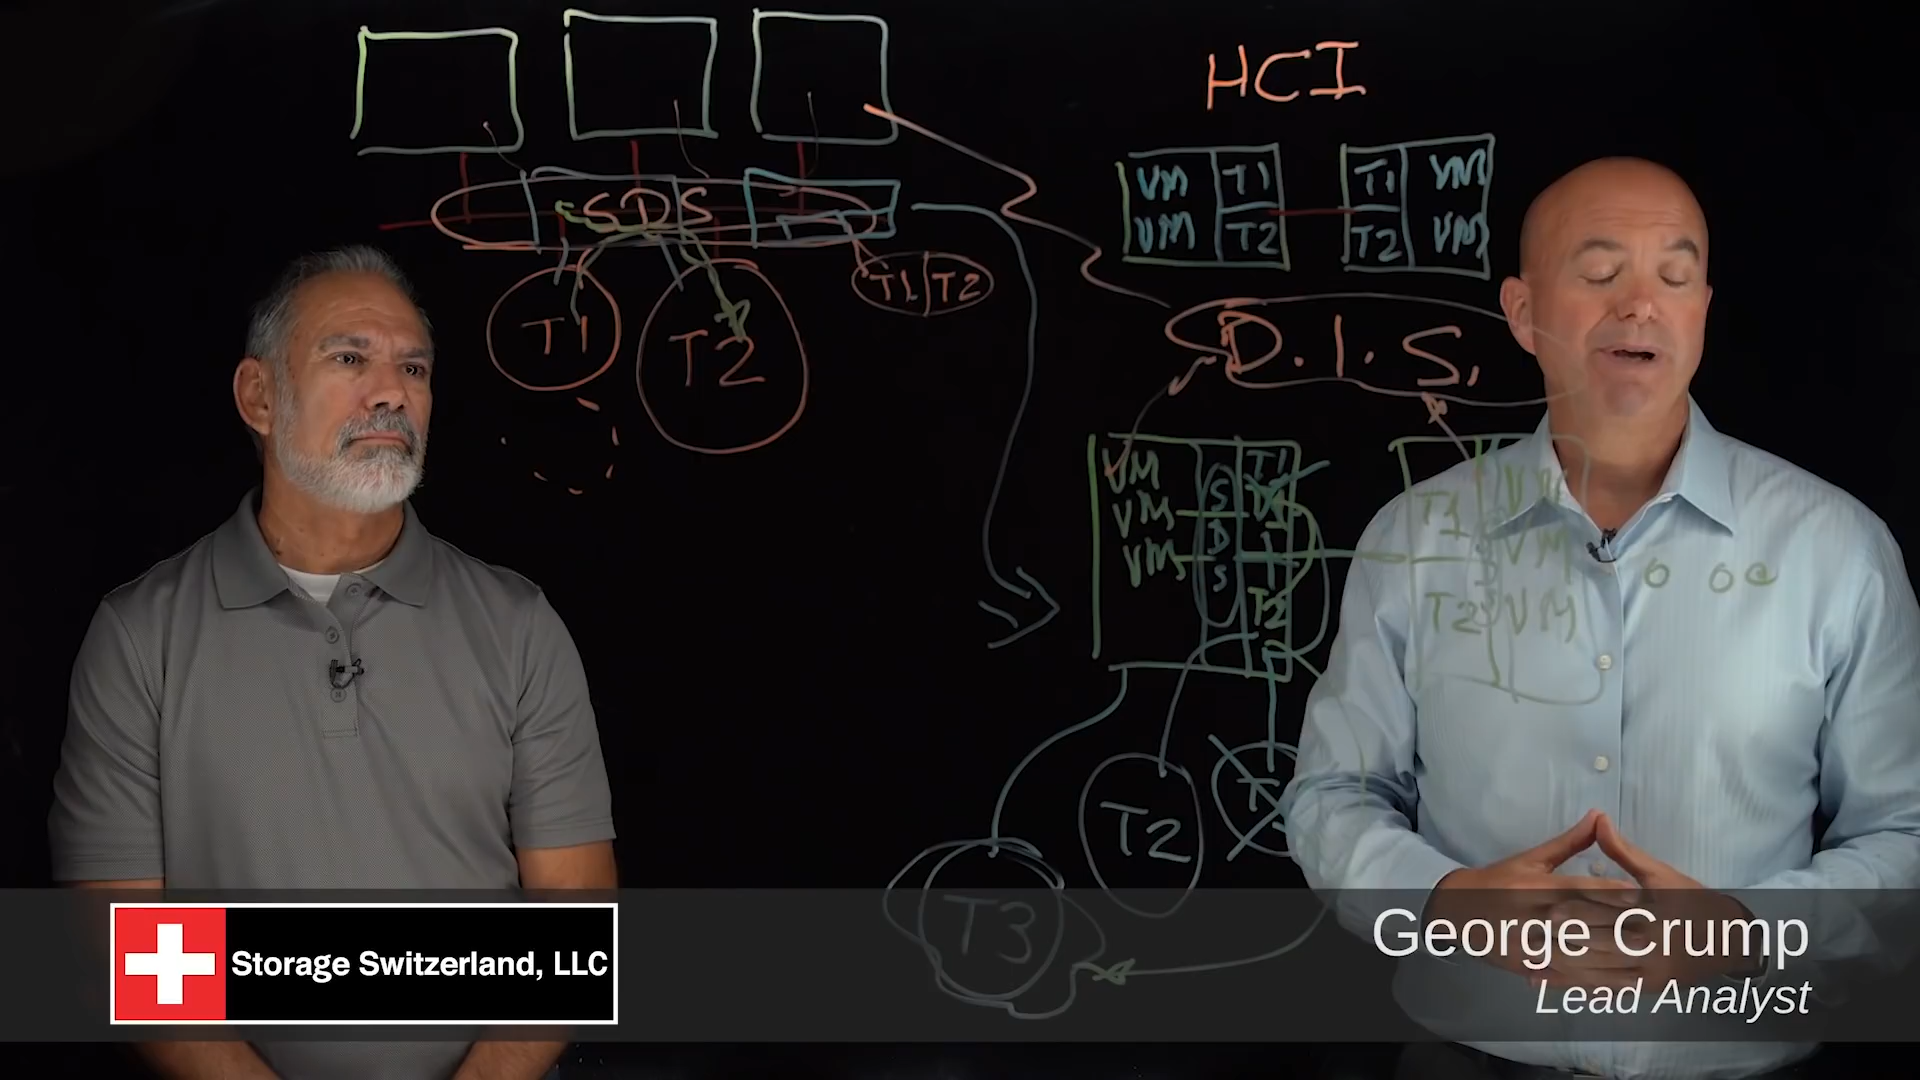 HCI
VM T1
VM T2
T1 VM
T2 VM
SDS
T1|T2
T1
T2
D.I.S.
VM
VM
VM
S
D
S
T1
T2
T1 VM
VM
T2 VM
T2
T3
Storage Switzerland, LLC
George Crump
Lead Analyst